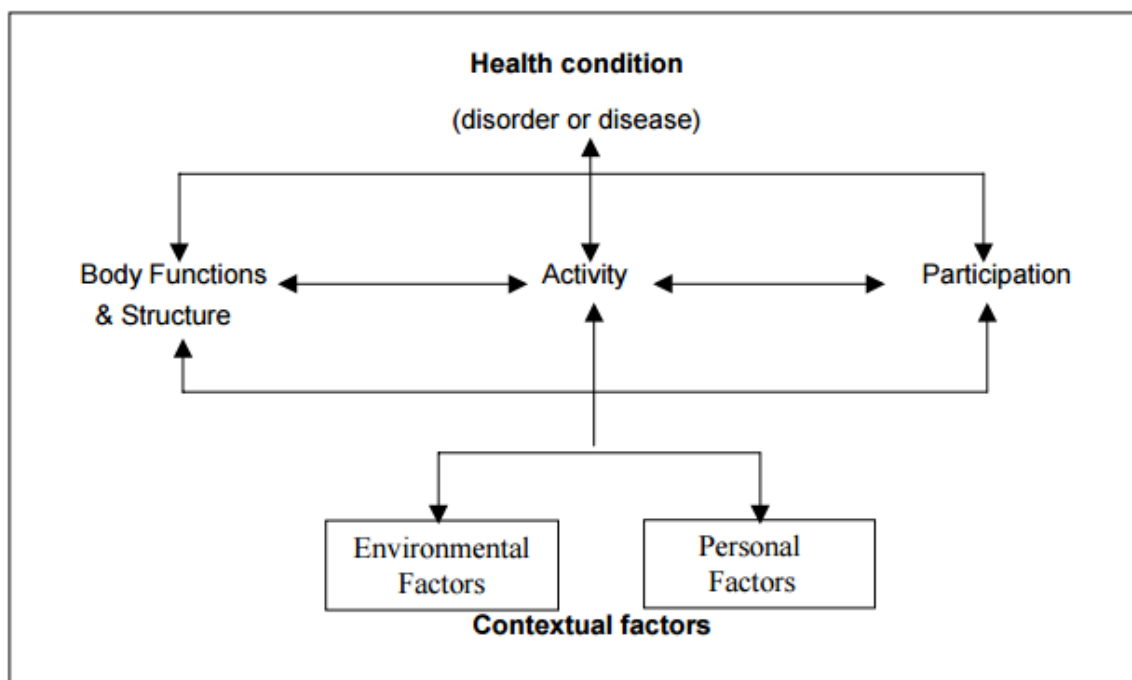 Health condition
(disorder or disease)
Body Functions
& Structure
Activity
Participation
Environmental
Factors
Personal
Factors
Contextual factors